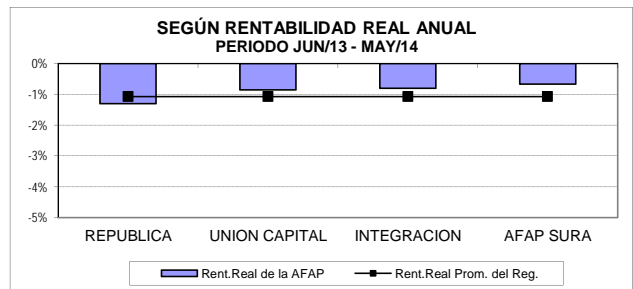 SEGÚN RENTABILIDAD REAL ANUAL
PERIODO JUN/13 - MAY/14
0%
-1%
-2%
-3%
-4%
-5%
REPUBLICA UNION CAPITAL INTEGRACION AFAP SURA
Rent.Real de la AFAP Rent.Real Prom. del Reg.